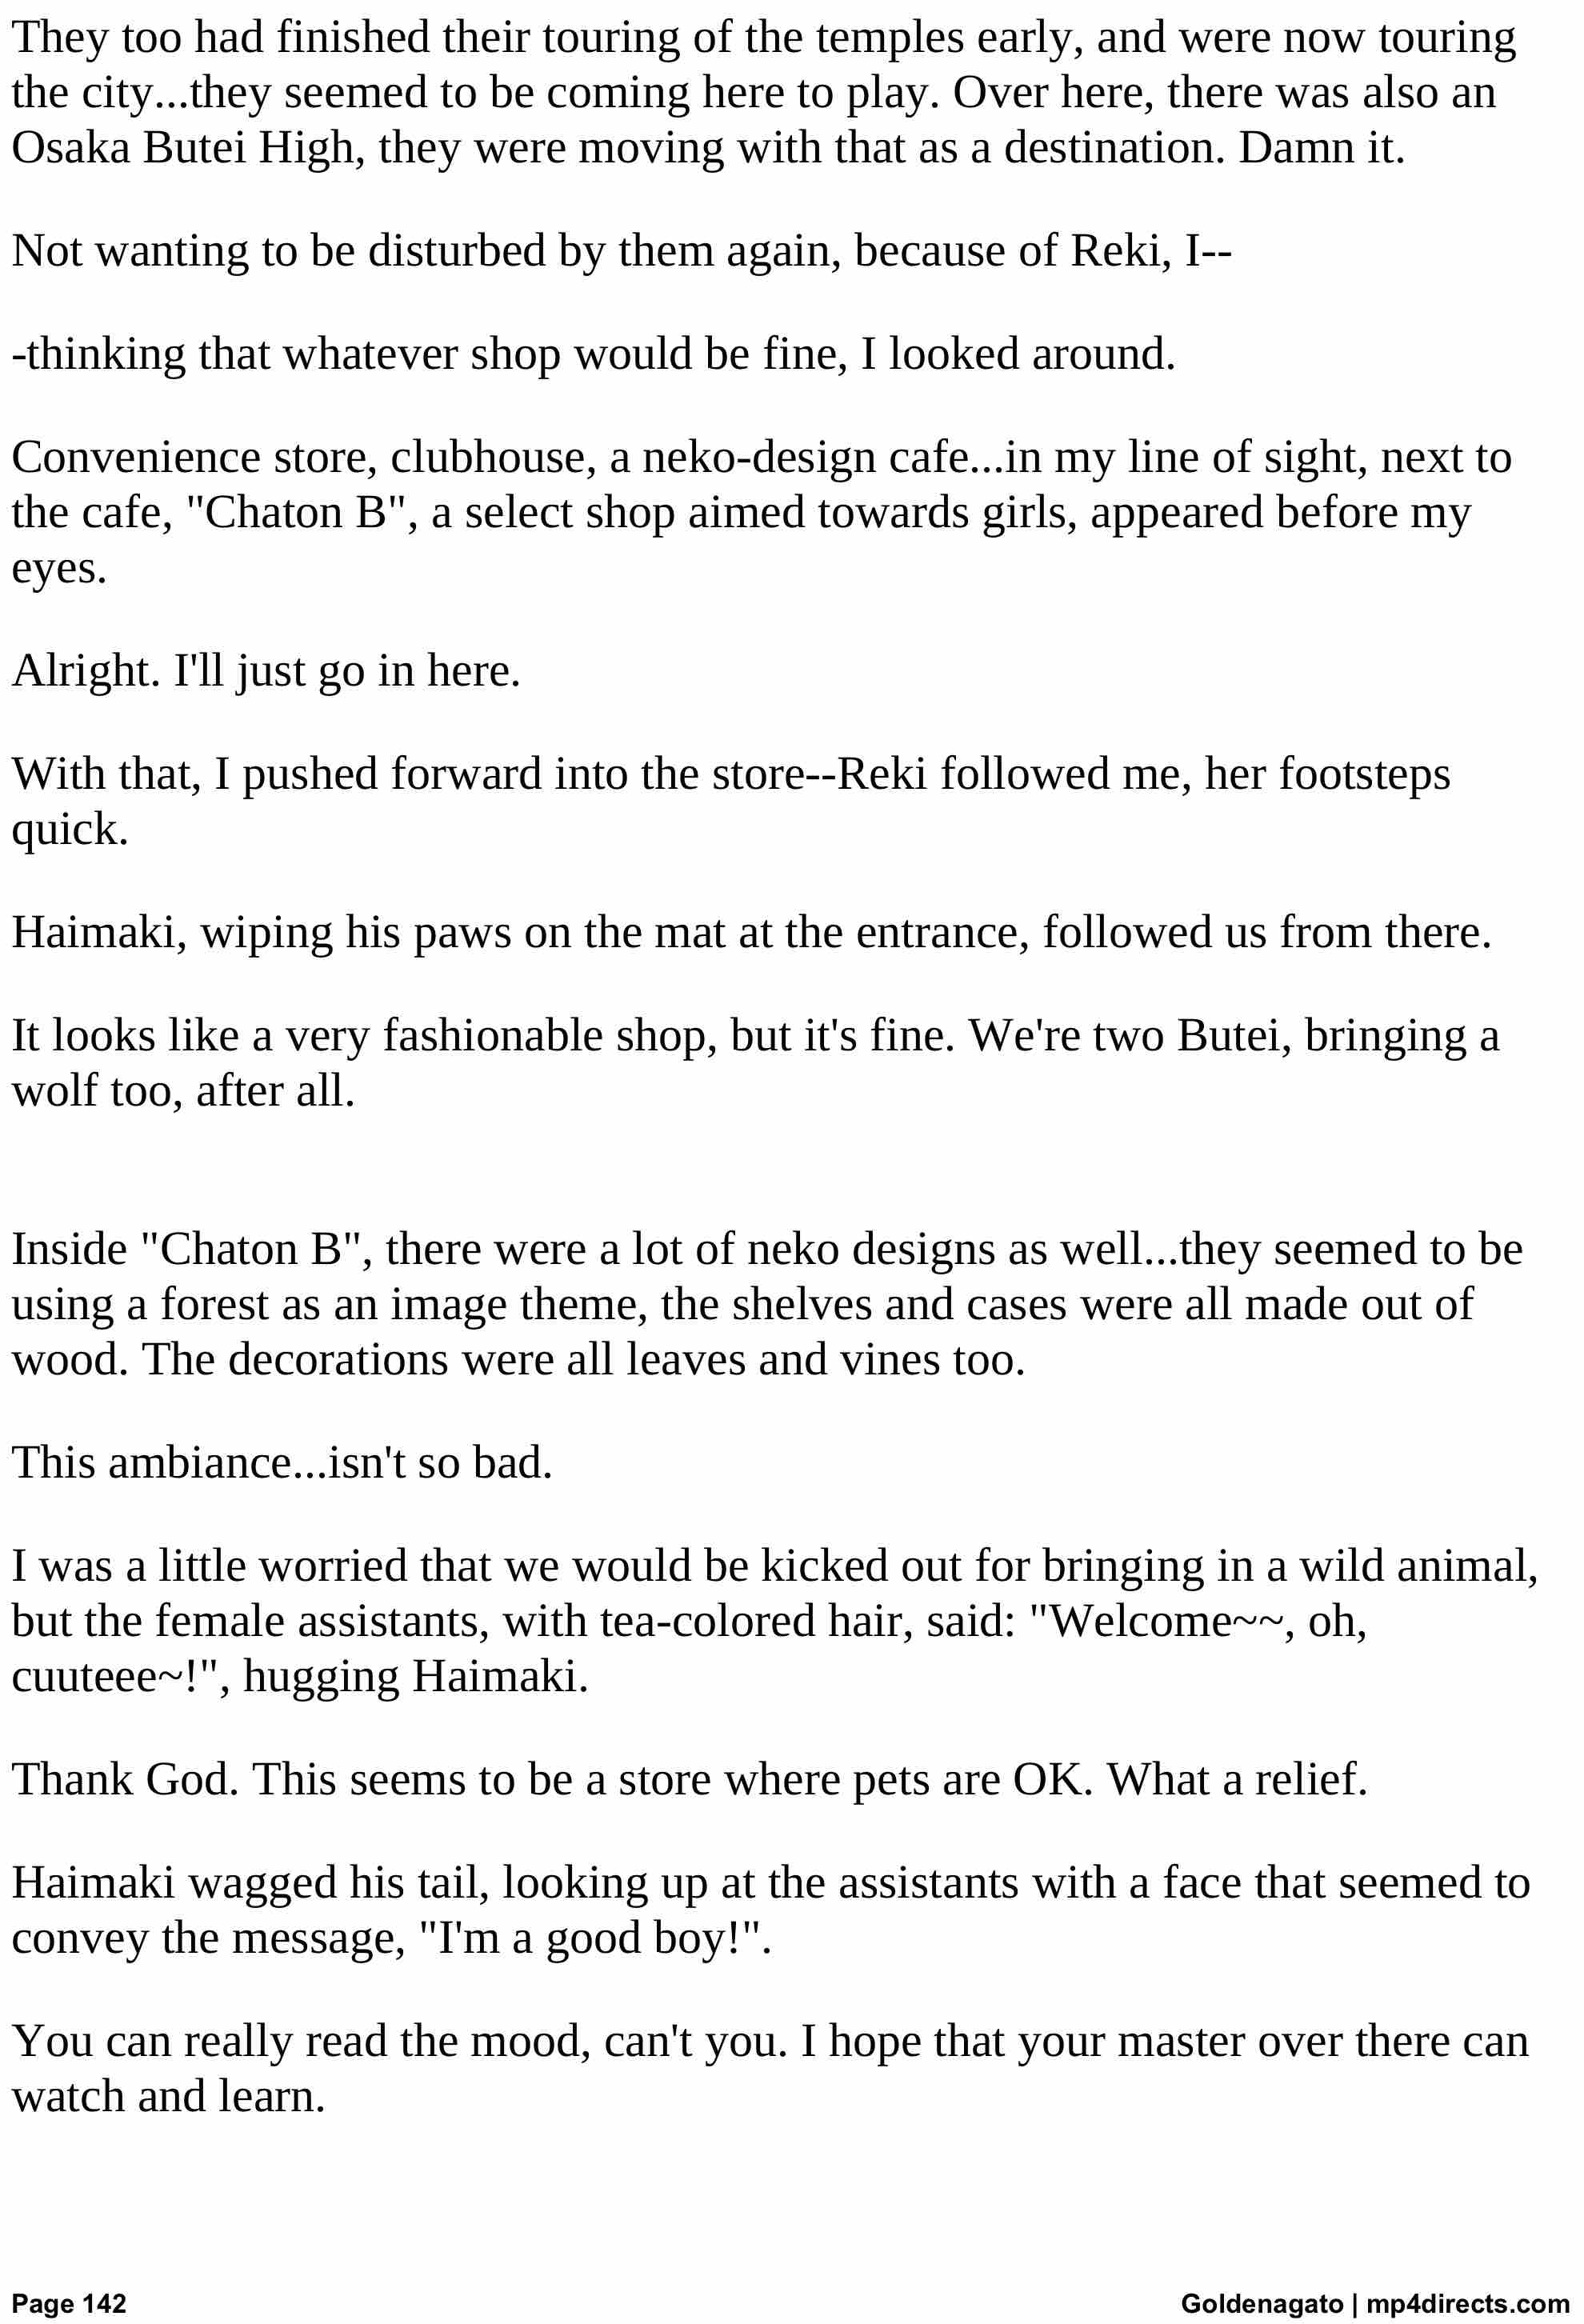 They too had finished their touring of the temples early, and were now touring
the city...they seemed to be coming here to play. Over here, there was also an
Osaka Butei High, they were moving with that as a destination. Damn it.
Not wanting to be disturbed by them again, because of Reki, I--
-thinking that whatever shop would be fine, I looked around.
Convenience store, clubhouse, a neko-design cafe...in my line of sight, next to
the cafe, "Chaton B", a select shop aimed towards girls, appeared before my
eyes.
Alright. I'll just go in here.
With that, I pushed forward into the store--Reki followed me, her footsteps
quick.
Haimaki, wiping his paws on the mat at the entrance, followed us from there.
It looks like a very fashionable shop, but it's fine. We're two Butei, bringing a
wolf too, after all.
Inside "Chaton B", there were a lot of neko designs as well...they seemed to be
using a forest as an image theme, the shelves and cases were all made out of
wood. The decorations were all leaves and vines too.
This ambiance...isn't so bad.
I was a little worried that we would be kicked out for bringing in a wild animal,
but the female assistants, with tea-colored hair, said: "Welcome~~, oh,
cuuteee~!", hugging Haimaki.
Thank God. This seems to be a store where pets are OK. What a relief.
Haimaki wagged his tail, looking up at the assistants with a face that seemed to
convey the message, "I'm a good boy!".
You can really read the mood, can't you. I hope that your master over there can
watch and learn.
Page 142 Goldenagato | mp4directs.com